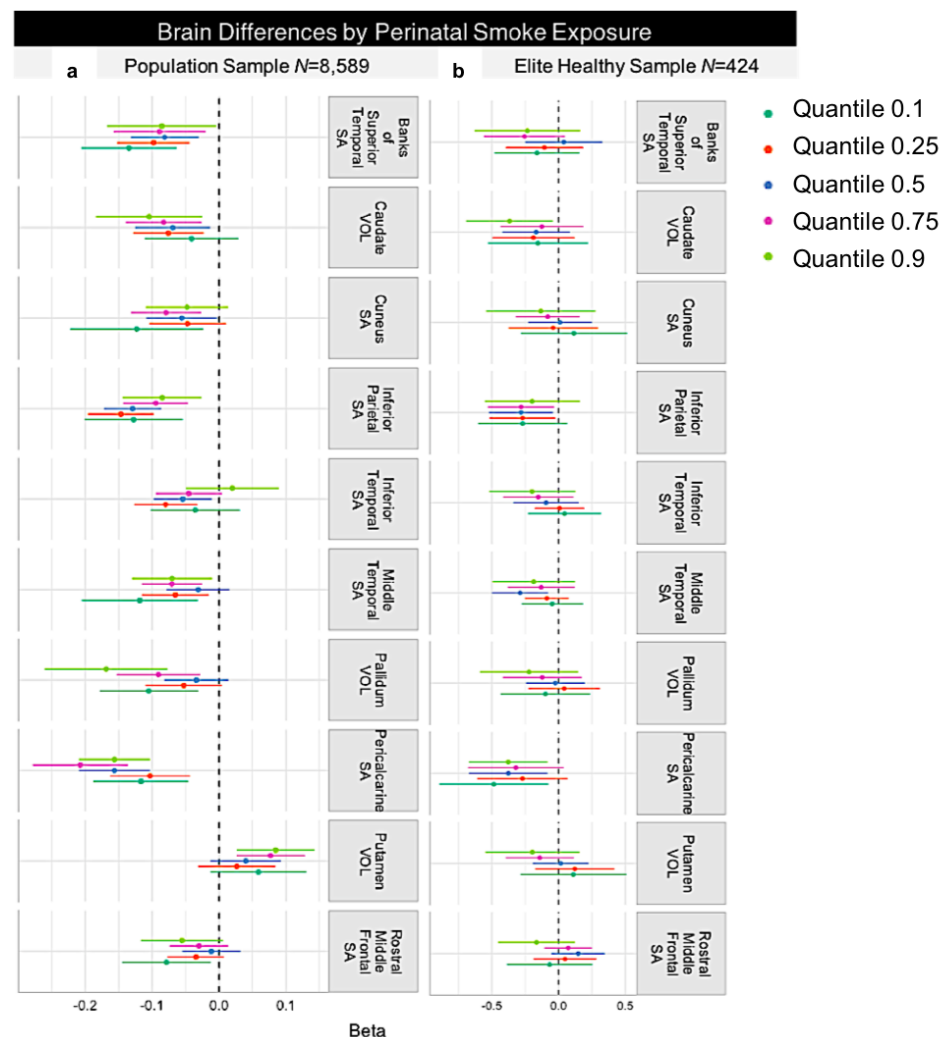 Brain Differences by Perinatal Smoke Exposure
a
Population Sample N=8,589
b
Elite Healthy Sample N=424
Quantile 0.1
Quantile 0.25
Quantile 0.5
Quantile 0.75
Quantile 0.9
Banks
of
Superior
Temporal
SA
Caudate
VOL
Cuneus
SA
Inferior
Parietal
SA
Inferior
Temporal
SA
Middle
Temporal
SA
Pallidum
VOL
Pericalcarine
SA
Putamen
VOL
Rostral
Middle
Frontal
SA
-0.2 -0.1 0.0 0.1
Banks
of
Superior
Temporal
SA
Caudate
VOL
Cuneus
SA
Inferior
Parietal
SA
Inferior
Temporal
SA
Middle
Temporal
SA
Pallidum
VOL
Pericalcarine
SA
Putamen
VOL
Rostral
Middle
Frontal
SA
-0.5 0.0 0.5
Beta